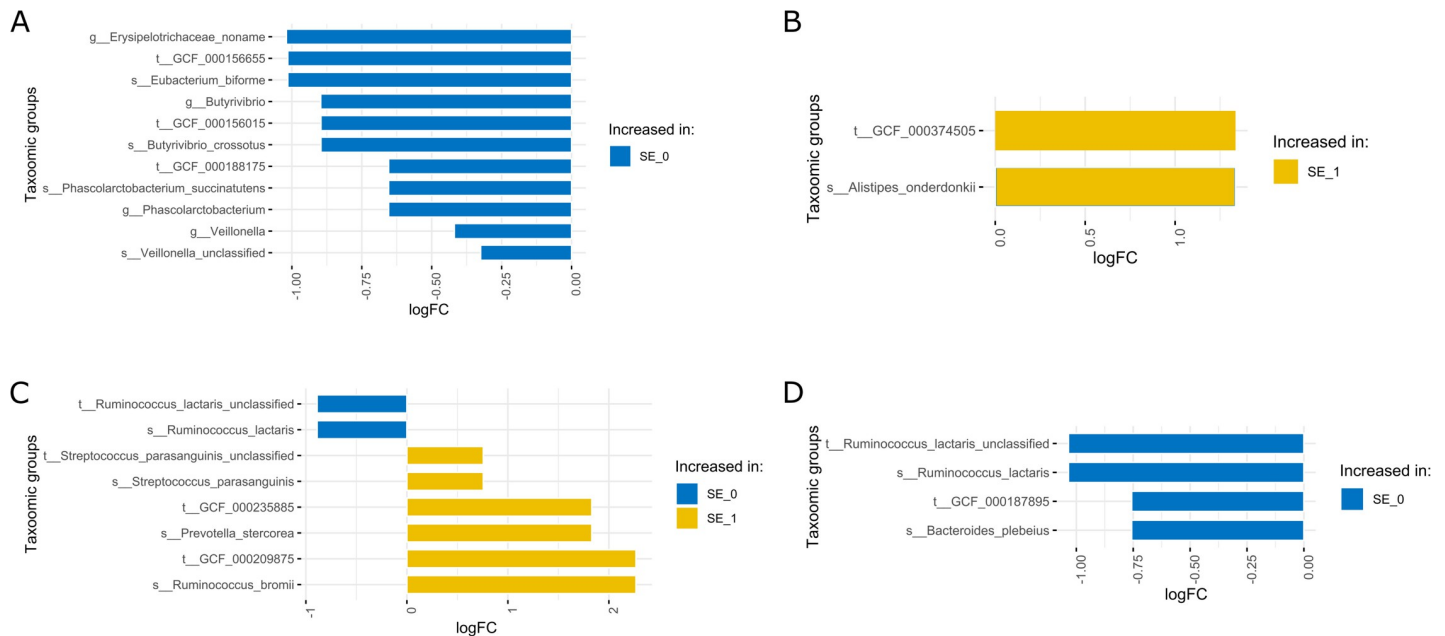 A
Taxoomic groups
g__Erysipelotrichaceae_noname
t__GCF_000156655
s__Eubacterium_biforme
g__Butyrivibrio
t__GCF_000156015
s__Butyrivibrio_crossotus
t__GCF_000188175
s__Phascolarctobacterium_succinatutens
g__Phascolarctobacterium
g__Veillonella
s__Veillonella_unclassified
-1.00 -0.75 -0.50 -0.25 0.00
logFC
Increased in:
SE_0
B
Taxoomic groups
t__GCF_000374505
s__Alistipes_onderdonkii
0.0 0.5 1.0
logFC
Increased in:
SE_1
C
Taxoomic groups
t__Ruminococcus_lactaris_unclassified
s__Ruminococcus_lactaris
t__Streptococcus_parasanguinis_unclassified
s__Streptococcus_parasanguinis
t__GCF_000235885
s__Prevotella_stercorea
t__GCF_000209875
s__Ruminococcus_bromii
-1 0 1 2
logFC
Increased in:
SE_0
SE_1
D
Taxoomic groups
t__Ruminococcus_lactaris_unclassified
s__Ruminococcus_lactaris
t__GCF_000187895
s__Bacteroides_plebeius
-1.00 -0.75 -0.50 -0.25 0.00
logFC
Increased in:
SE_0